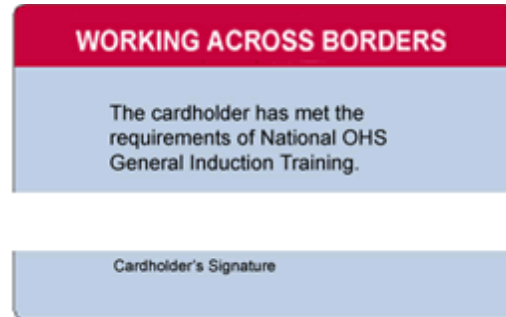 WORKING ACROSS BORDERS
The cardholder has met the
requirements of National OHS
General Induction Training.
Cardholder's Signature